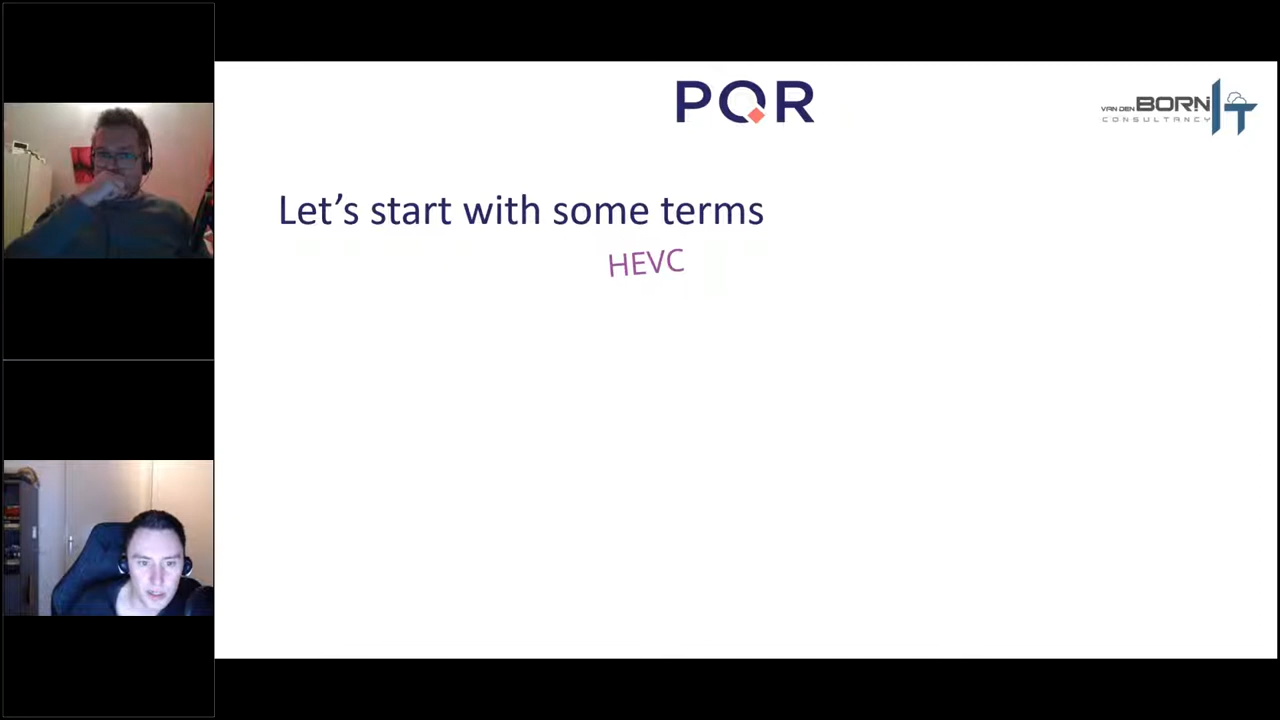 PQR
VAN DEN BORN IT
CONSULTANCY
Let’s start with some terms
HEVC